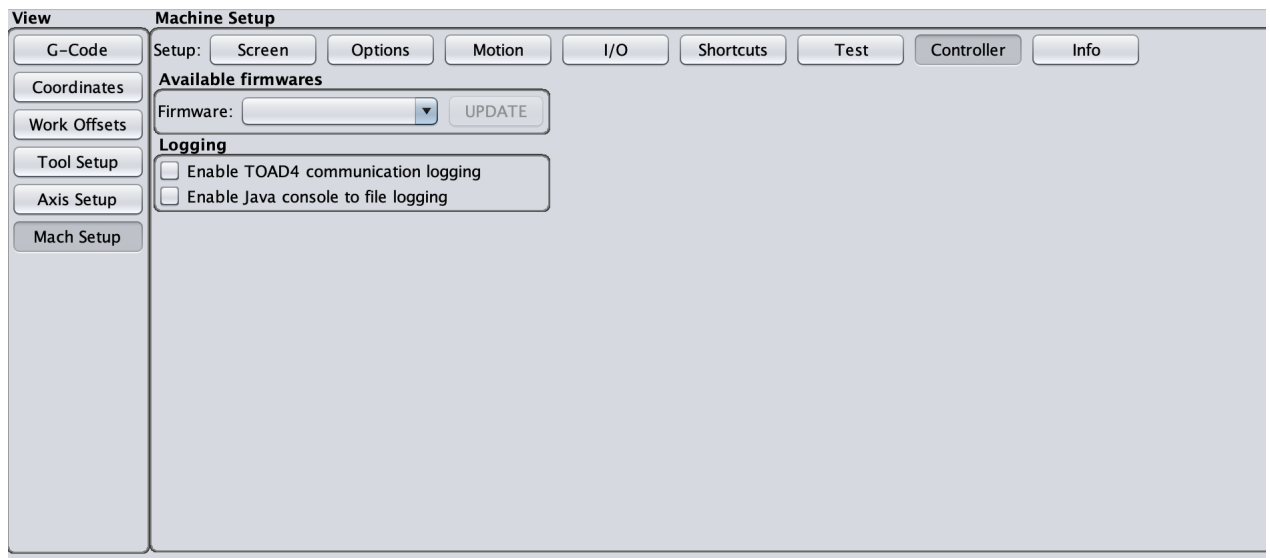 View
G-Code
Coordinates
Work Offsets
Tool Setup
Axis Setup
Mach Setup
Machine Setup
Setup: Screen Options Motion I/O Shortcuts Test Controller Info
Available firmwares
Firmware: UPDATE
Logging
Enable TOAD4 communication logging
Enable Java console to file logging